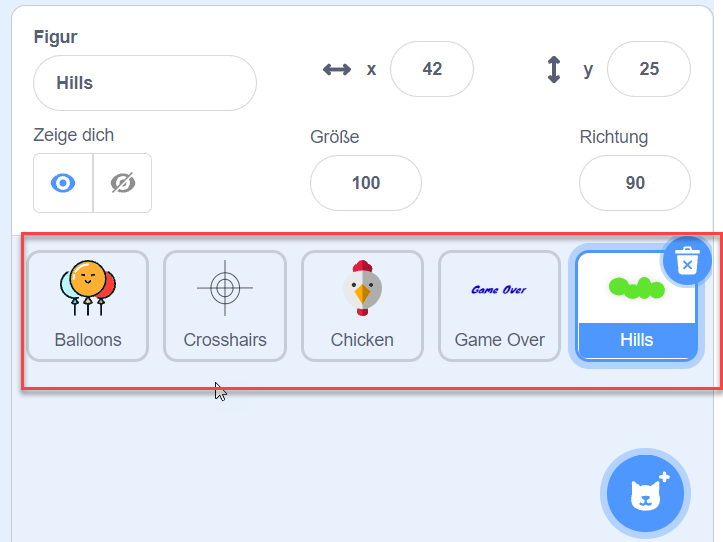 Figur
Hills
x
42
y
25
Zeige dich
Größe
Richtung
100
90
Game Over
Balloons
Crosshairs
Chicken
Game Over
Hills